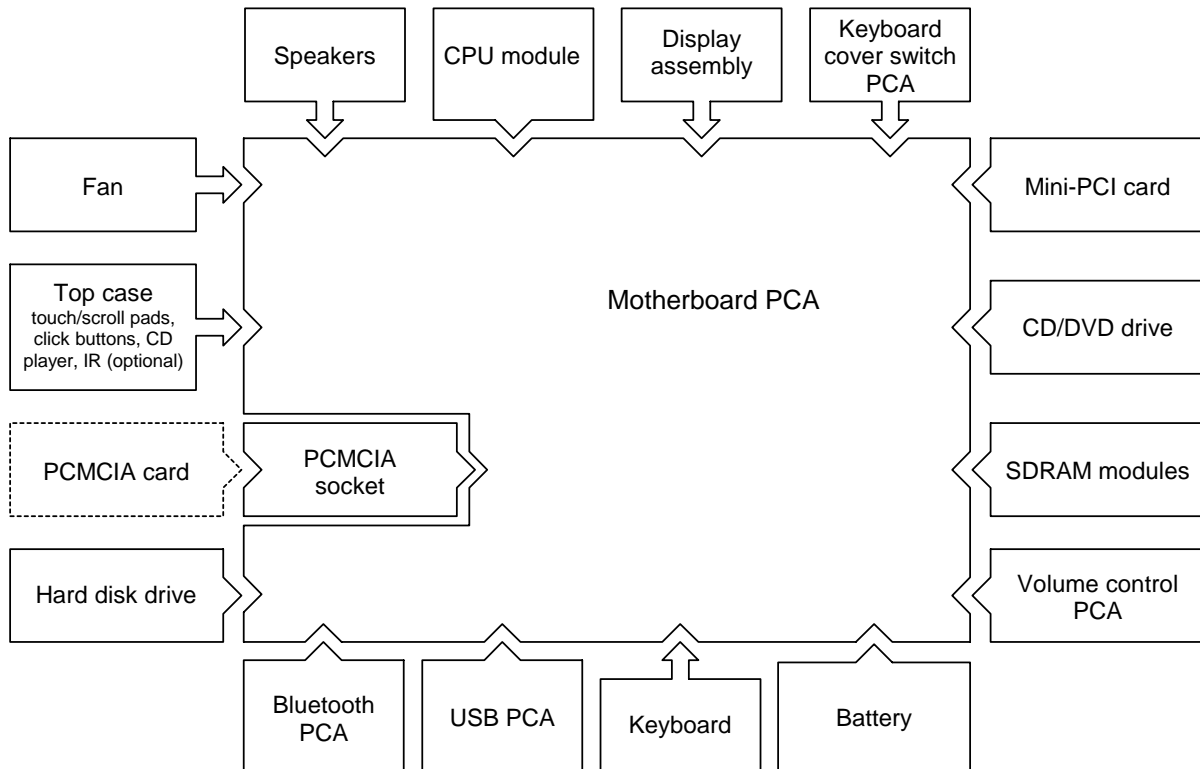 Speakers
CPU module
Display
assembly
Keyboard
cover switch
PCA
Fan
Mini-PCI card
Top case
touch/scroll pads,
click buttons, CD
player, IR (optional)
Motherboard PCA
CD/DVD drive
PCMCIA card
PCMCIA
socket
SDRAM modules
Hard disk drive
Volume control
PCA
Bluetooth
PCA
USB PCA
Keyboard
Battery